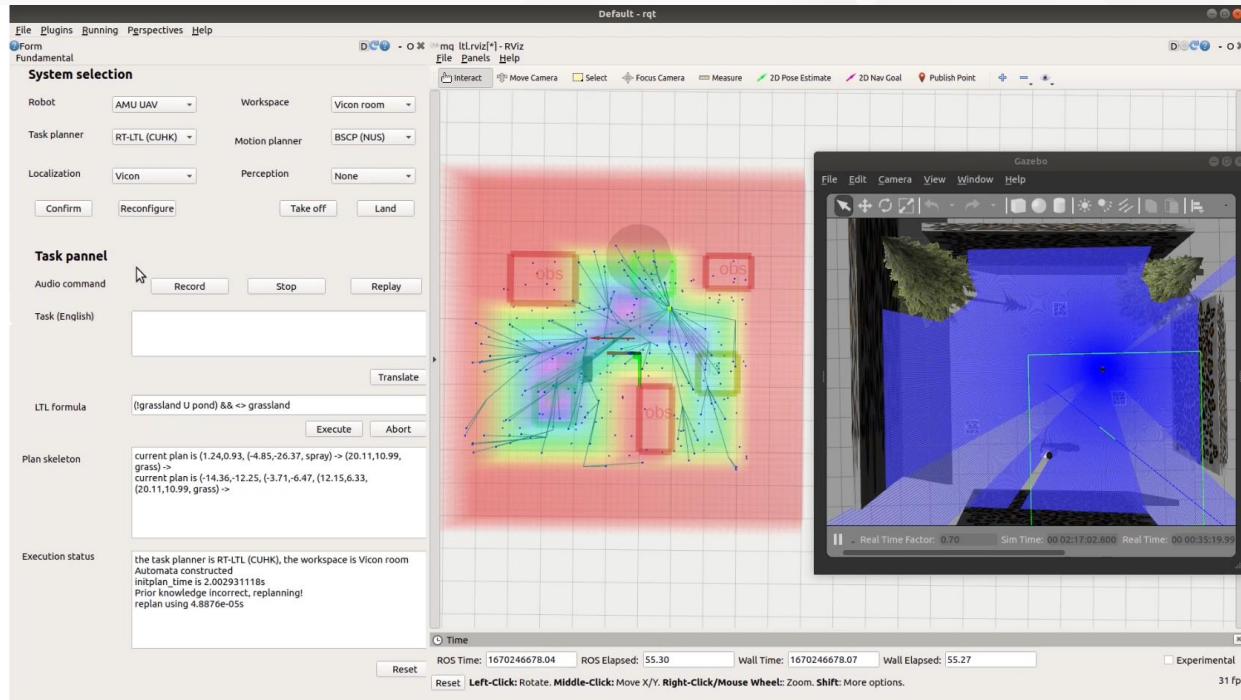 Default - rqt
File Plugins Running Perspectives Help
Form
Fundamental
System selection
Robot
AMU UAV
Workspace
Vicon room
Task planner
RT-LTL (CUHK)
Motion planner
BSCP (NUS)
Localization
Vicon
Perception
None
Confirm
Reconfigure
Take off
Land
Task pannel
Audio command
Record
Stop
Replay
Task (English)
Translate
LTL formula
(!grassland U pond) && <> grassland
Execute
Abort
Plan skeleton
current plan is (1.24,0.93, (-4.85,-26.37, spray) -> (20.11,10.99,
grass) ->
current plan is (-14.36,-12.25, (-3.71,-6.47, (12.15,6.33,
(20.11,10.99, grass) ->
Execution status
the task planner is RT-LTL (CUHK), the workspace is Vicon room
Automata constructed
initplan_time is 2.002931118s
Prior knowledge incorrect, replanning!
replan using 4.8876e-05s
Reset
mq_ltl.rviz[*] - RViz
File Panels Help
Interact Move Camera Select Focus Camera Measure 2D Pose Estimate 2D Nav Goal Publish Point
obs
obs
obs
Gazebo
File Edit Camera View Window Help
Real Time Factor: 0.70 Sim Time: 00 02:17:02.800 Real Time: 00 00:35:19.99
Time
ROS Time: 1670246678.04 ROS Elapsed: 55.30 Wall Time: 1670246678.07 Wall Elapsed: 55.27 Experimental
Reset Left-Click: Rotate. Middle-Click: Move X/Y. Right-Click/Mouse Wheel:: Zoom. Shift: More options. 31 fp